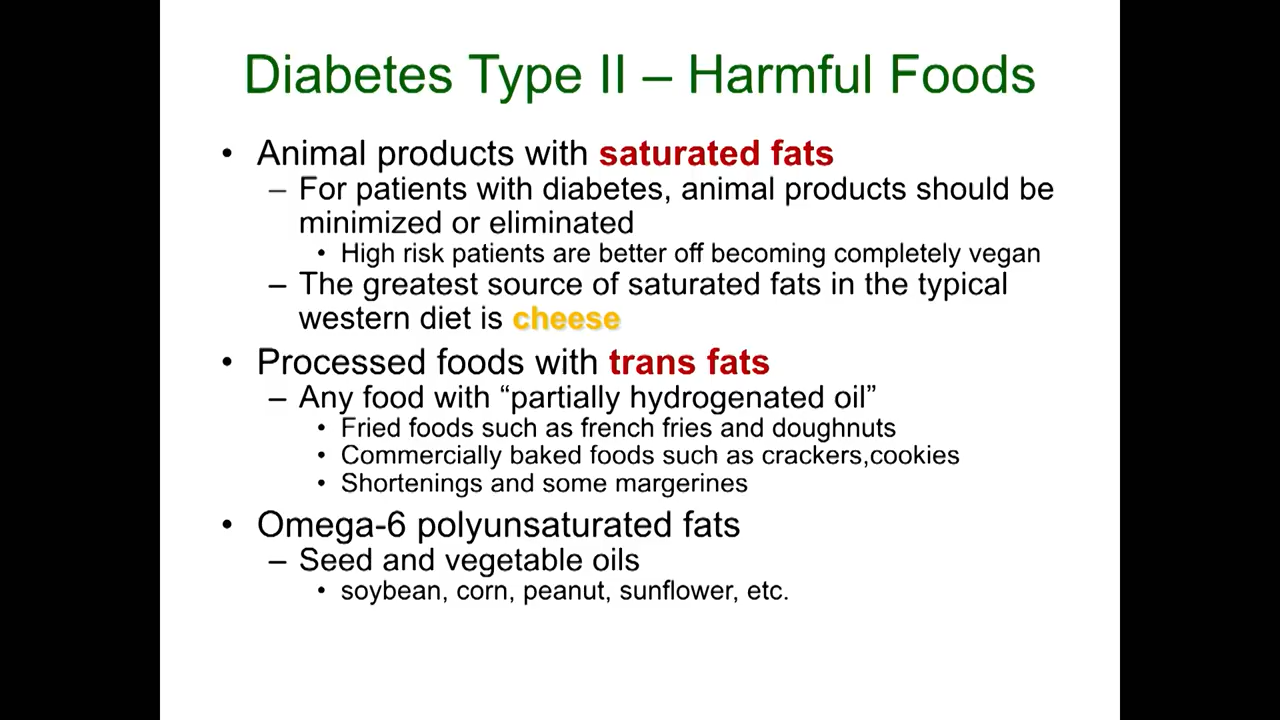 Diabetes Type II – Harmful Foods
• Animal products with saturated fats
– For patients with diabetes, animal products should be
minimized or eliminated
• High risk patients are better off becoming completely vegan
– The greatest source of saturated fats in the typical
western diet is cheese
• Processed foods with trans fats
– Any food with “partially hydrogenated oil”
• Fried foods such as french fries and doughnuts
• Commercially baked foods such as crackers,cookies
• Shortenings and some margerines
• Omega-6 polyunsaturated fats
– Seed and vegetable oils
• soybean, corn, peanut, sunflower, etc.